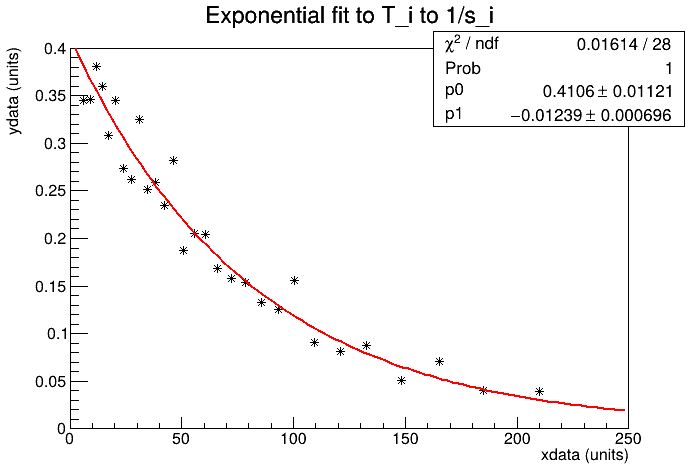 Exponential fit to T_i to 1/s_i
χ² / ndf 0.01614 / 28
Prob 1
p0 0.4106 ± 0.01121
p1 −0.01239 ± 0.000696
ydata (units)
0.4
0.35
0.3
0.25
0.2
0.15
0.1
0.05
0
0 50 100 150 200 250
xdata (units)